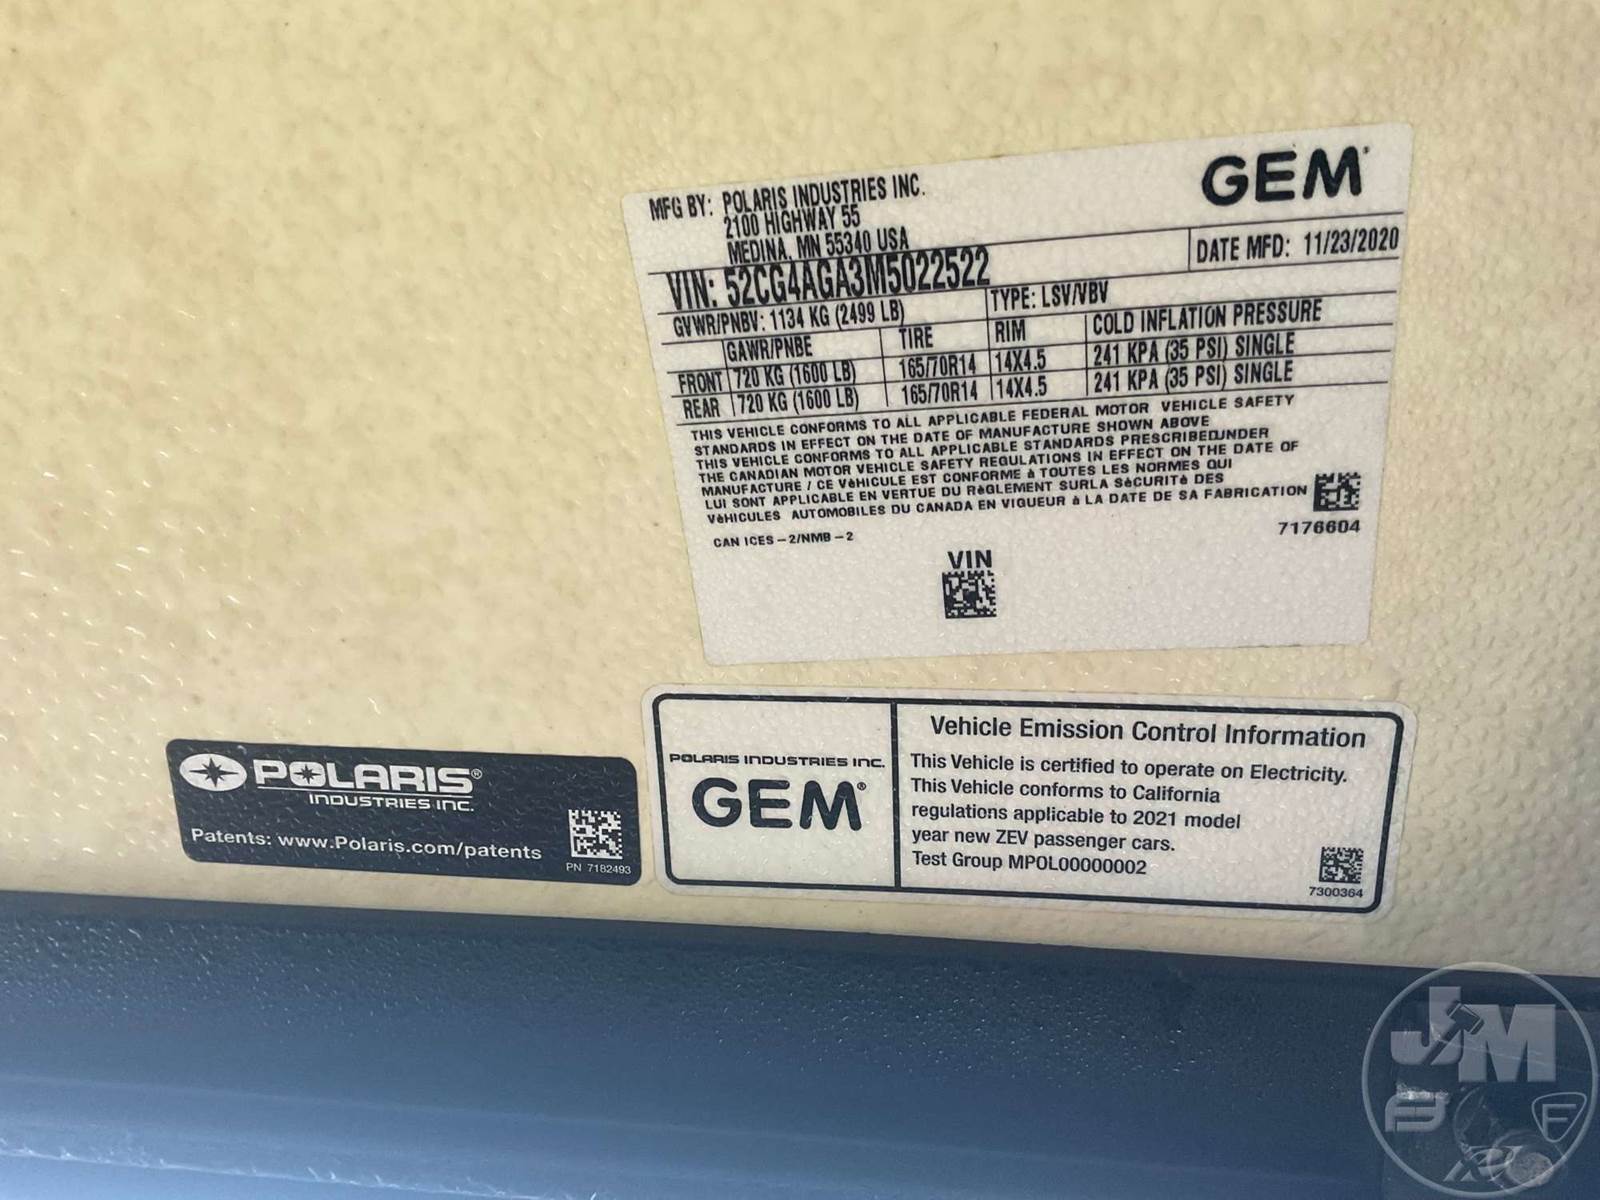 GEM®
MFG BY: POLARIS INDUSTRIES INC.
2100 HIGHWAY 55
MEDINA, MN 55340 USA
DATE MFD: 11/23/2020
VIN: 52CG4AGA3M5022522
GVWR/PNBV: 1134 KG (2499 LB) TYPE: LSV/VBV
GAWR/PNBE TIRE RIM COLD INFLATION PRESSURE
FRONT 720 KG (1600 LB) 165/70R14 14X4.5 241 KPA (35 PSI) SINGLE
REAR 720 KG (1600 LB) 165/70R14 14X4.5 241 KPA (35 PSI) SINGLE
THIS VEHICLE CONFORMS TO ALL APPLICABLE FEDERAL MOTOR VEHICLE SAFETY
STANDARDS IN EFFECT ON THE DATE OF MANUFACTURE SHOWN ABOVE
THIS VEHICLE CONFORMS TO ALL APPLICABLE STANDARDS PRESCRIBEDUNDER
THE CANADIAN MOTOR VEHICLE SAFETY REGULATIONS IN EFFECT ON THE DATE OF
MANUFACTURE / CE VèHICULE EST CONFORME à TOUTES LES NORMES QUI
LUI SONT APPLICABLE EN VERTUE DU RèGLEMENT SURLA SèCURITè DES
VèHICULES AUTOMOBILES DU CANADA EN VIGUEUR à LA DATE DE SA FABRICATION
7176604
CAN ICES-2/NMB-2
VIN
POLARIS INDUSTRIES INC.
GEM®
Vehicle Emission Control Information
This Vehicle is certified to operate on Electricity.
This Vehicle conforms to California
regulations applicable to 2021 model
year new ZEV passenger cars.
Test Group MPOL00000002
7300364
POLARIS®
INDUSTRIES INC.
Patents: www.Polaris.com/patents
PN 7182493
JM